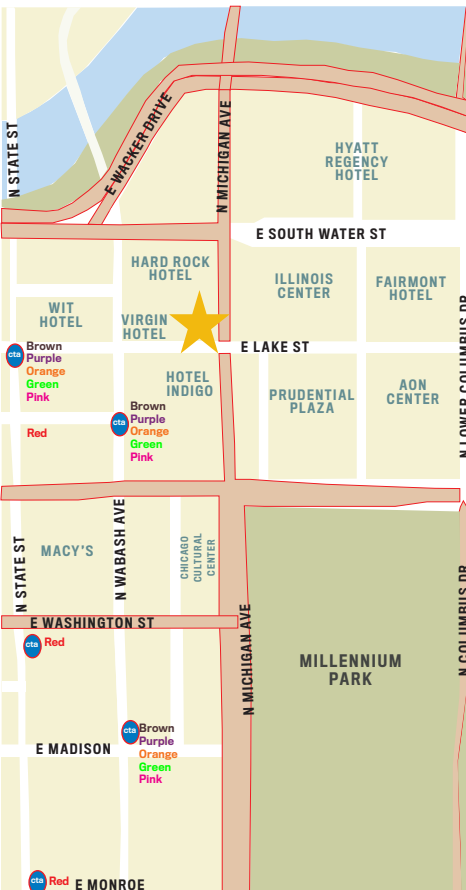 N STATE ST
E WACKER DRIVE
N MICHIGAN AVE
HYATT
REGENCY
HOTEL
E SOUTH WATER ST
HARD ROCK
HOTEL
ILLINOIS
CENTER
FAIRMONT
HOTEL
WIT
HOTEL
VIRGIN
HOTEL
E LAKE ST
N LOWER COLUMBUS DR
cta
Brown
Purple
Orange
Green
Pink
Red
HOTEL
INDIGO
PRUDENTIAL
PLAZA
AON
CENTER
cta
Brown
Purple
Orange
Green
Pink
N STATE ST
MACY'S
N WABASH AVE
CHICAGO
CULTURAL
CENTER
E WASHINGTON ST
cta
Red
N MICHIGAN AVE
MILLENNIUM
PARK
N COLUMBUS DR
cta
Brown
Purple
Orange
Green
Pink
E MADISON
cta
Red
E MONROE